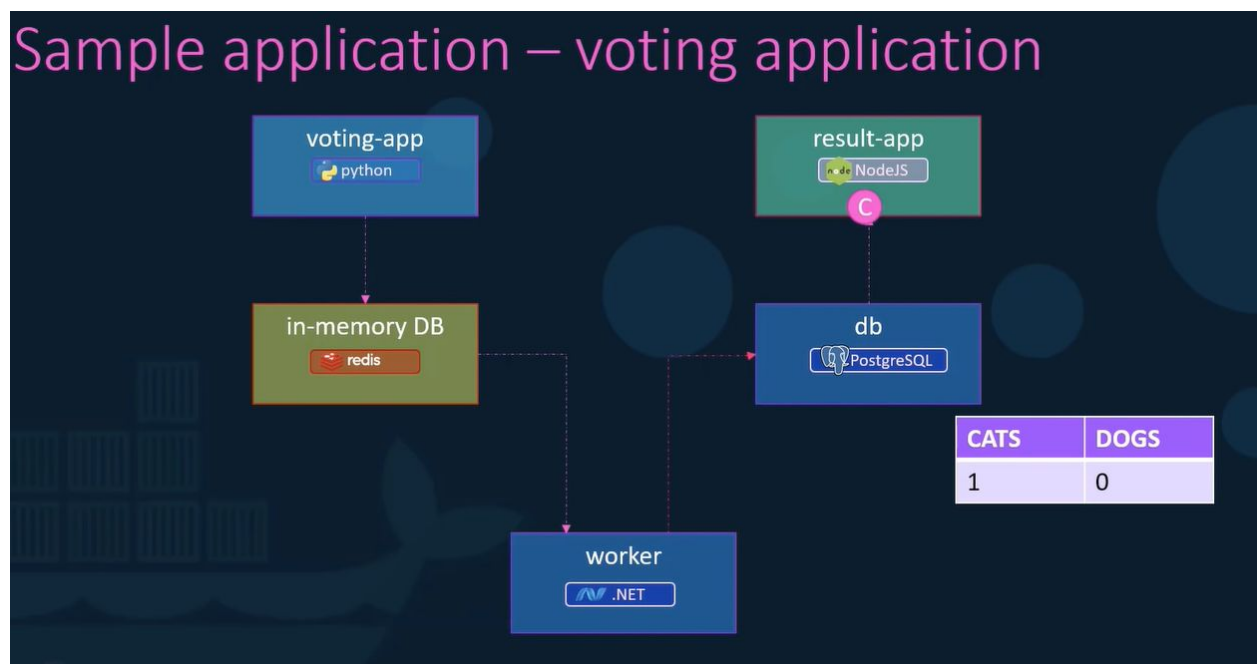 Sample application – voting application
voting-app
python
result-app
node NodeJS
C
in-memory DB
redis
db
PostgreSQL
CATS DOGS
1 0
worker
.NET